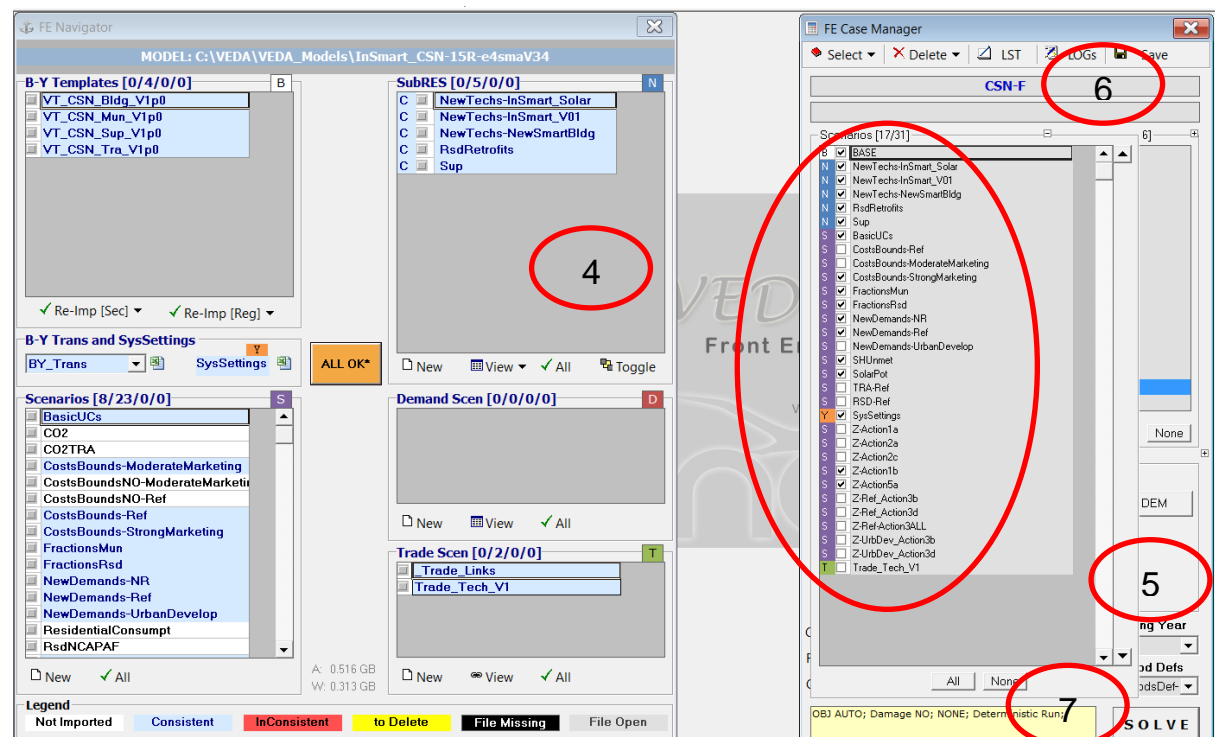 FE Navigator
MODEL: C:\VEDA\VEDA_Models\InSmart_CSN-15R-e4smaV34
B-Y Templates [0/4/0/0] B
VT_CSN_Bldg_V1p0
VT_CSN_Mun_V1p0
VT_CSN_Sup_V1p0
VT_CSN_Tra_V1p0
Re-Imp [Sec] Re-Imp [Reg]
SubRES [0/5/0/0] N
C NewTechs-InSmart_Solar
C NewTechs-InSmart_V01
C NewTechs-NewSmartBldg
C RsdRetrofits
C Sup
4
New View All Toggle
B-Y Trans and SysSettings
Y
BY_Trans SysSettings
ALL OK*
Scenarios [8/23/0/0] S
BasicUCs
CO2
CO2TRA
CostsBounds-ModerateMarketing
CostsBoundsNO-ModerateMarketi
CostsBoundsNO-Ref
CostsBounds-Ref
CostsBounds-StrongMarketing
FractionsMun
FractionsRsd
NewDemands-NR
NewDemands-Ref
NewDemands-UrbanDevelop
ResidentialConsumpt
RsdNCAPAF
New All
A: 0.516 GB
W: 0.313 GB
Demand Scen [0/0/0/0] D
New View All
Trade Scen [0/2/0/0] T
_Trade_Links
Trade_Tech_V1
New View All
Legend
Not Imported Consistent InConsistent to Delete File Missing File Open
VED
Front E
FE Case Manager
Select Delete LST LOGs Save
CSN-F
6
Scenarios [17/31]
6]
B BASE
N NewTechs-InSmart_Solar
N NewTechs-InSmart_V01
N NewTechs-NewSmartBldg
N RsdRetrofits
N Sup
S BasicUCs
S CostsBounds-Ref
S CostsBounds-ModerateMarketing
S CostsBounds-StrongMarketing
S FractionsMun
S FractionsRsd
S NewDemands-NR
S NewDemands-Ref
S NewDemands-UrbanDevelop
S SHUnmet
S SolarPot
S TRA-Ref
S RSD-Ref
Y SysSettings
S Z-Action1a
S Z-Action2a
S Z-Action2c
S Z-Action1b
S Z-Action5a
S Z-Ref_Action3b
S Z-Ref_Action3d
S Z-Ref-Action3ALL
S Z-UrbDev_Action3b
S Z-UrbDev_Action3d
T Trade_Tech_V1
None
DEM
5
ng Year
od Defs
odsDef-
All None
7
OBJ AUTO; Damage NO; NONE; Deterministic Run;
SOLVE